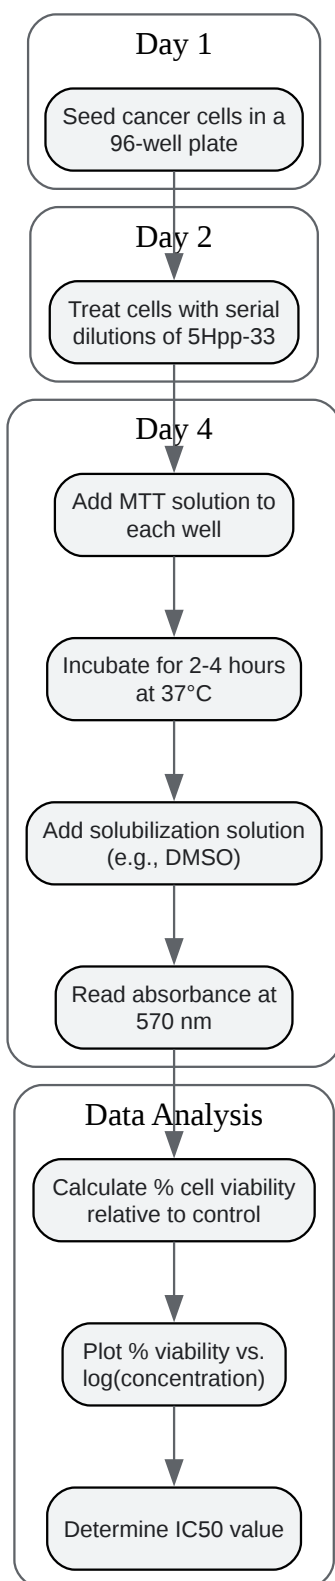 Day 1
Seed cancer cells in a
96-well plate
Day 2
Treat cells with serial
dilutions of 5Hpp-33
Day 4
Add MTT solution to
each well
Incubate for 2-4 hours
at 37°C
Add solubilization solution
(e.g., DMSO)
Read absorbance at
570 nm
Data Analysis
Calculate % cell viability
relative to control
Plot % viability vs.
log(concentration)
Determine IC50 value